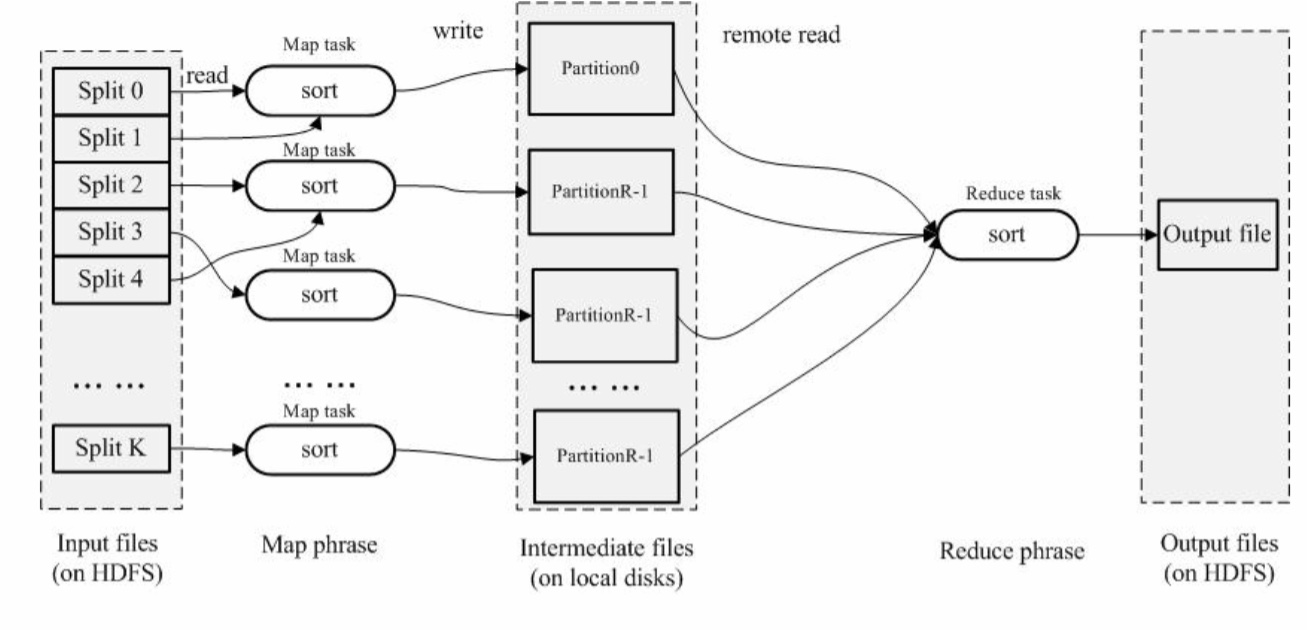 Split 0
Split 1
Split 2
Split 3
Split 4
... ...
Split K
Input files
(on HDFS)
read
Map task
sort
Map task
sort
Map task
sort
... ...
Map task
sort
Map phrase
write
Partition0
PartitionR-1
PartitionR-1
... ...
PartitionR-1
Intermediate files
(on local disks)
remote read
Reduce task
sort
Reduce phrase
Output file
Output files
(on HDFS)